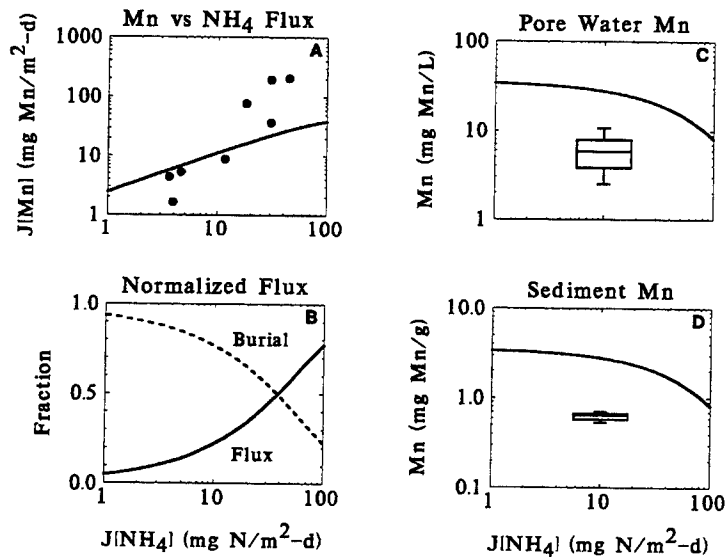 Mn vs NH4 Flux
A
J[Mn] (mg Mn/m²-d)
1000
100
10
1
1 10 100
Pore Water Mn
C
Mn (mg Mn/L)
100
10
1
1 10 100
Normalized Flux
B
Fraction
1.0
0.5
0.0
Burial
Flux
1 10 100
J[NH4] (mg N/m²-d)
Sediment Mn
D
Mn (mg Mn/g)
10.0
1.0
0.1
1 10 100
J[NH4] (mg N/m²-d)